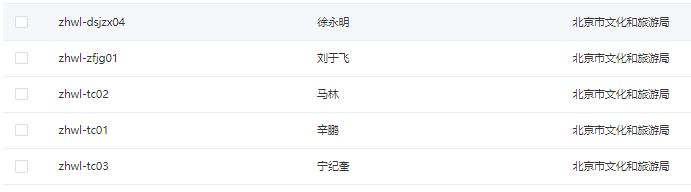 zhwl-dsjzx04 徐永明 北京市文化和旅游局
zhwl-zfjg01 刘于飞 北京市文化和旅游局
zhwl-tc02 马林 北京市文化和旅游局
zhwl-tc01 辛鹏 北京市文化和旅游局
zhwl-tc03 宁纪奎 北京市文化和旅游局